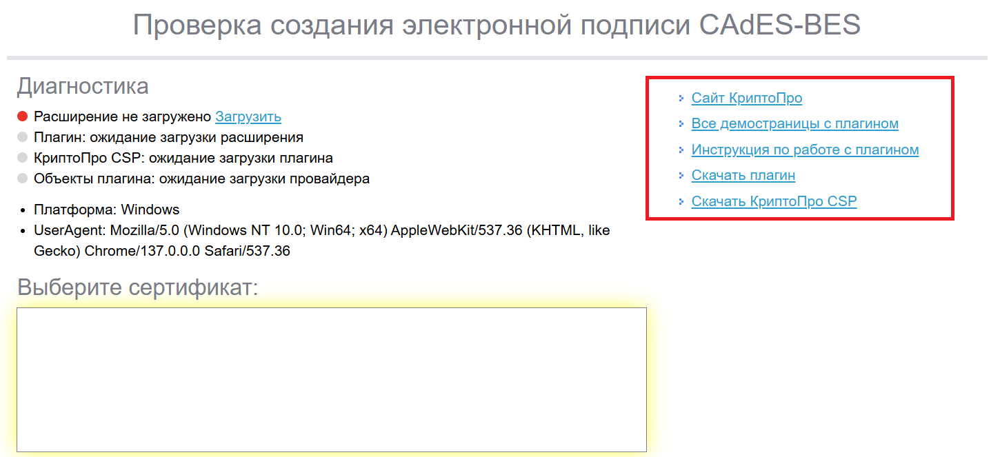 Проверка создания электронной подписи CAdES-BES
Диагностика
Расширение не загружено Загрузить
Плагин: ожидание загрузки расширения
КриптоПро CSP: ожидание загрузки плагина
Объекты плагина: ожидание загрузки провайдера
Платформа: Windows
UserAgent: Mozilla/5.0 (Windows NT 10.0; Win64; x64) AppleWebKit/537.36 (KHTML, like
Gecko) Chrome/137.0.0.0 Safari/537.36
Выберите сертификат:
Сайт КриптоПро
Все демостраницы с плагином
Инструкция по работе с плагином
Скачать плагин
Скачать КриптоПро CSP